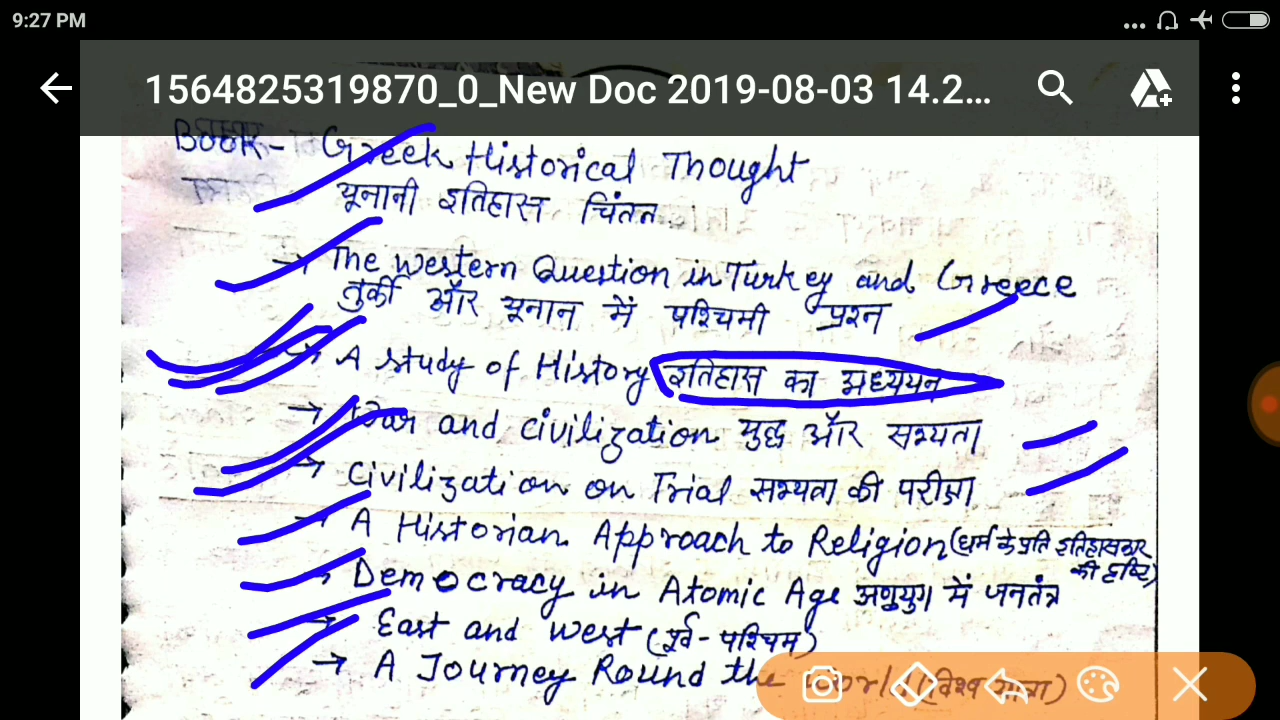 9:27 PM
1564825319870_0_New Doc 2019-08-03 14.2...
Book- Greek Historical Thought
यूनानी इतिहास चिंतन
→ The Western Question in Turkey and Greece
तुर्की और यूनान में पश्चिमी प्रश्न
→ A study of History इतिहास का अध्ययन
→ War and civilization युद्ध और सभ्यता
→ Civilization on Trial सभ्यता की परीक्षा
→ A Historian Approach to Religion (धर्म के प्रति इतिहासकार
की दृष्टि)
→ Democracy in Atomic Age अणुयुग में जनतंत्र
→ East and west (पूर्व-पश्चिम)
→ A Journey Round the World (विश्व यात्रा)